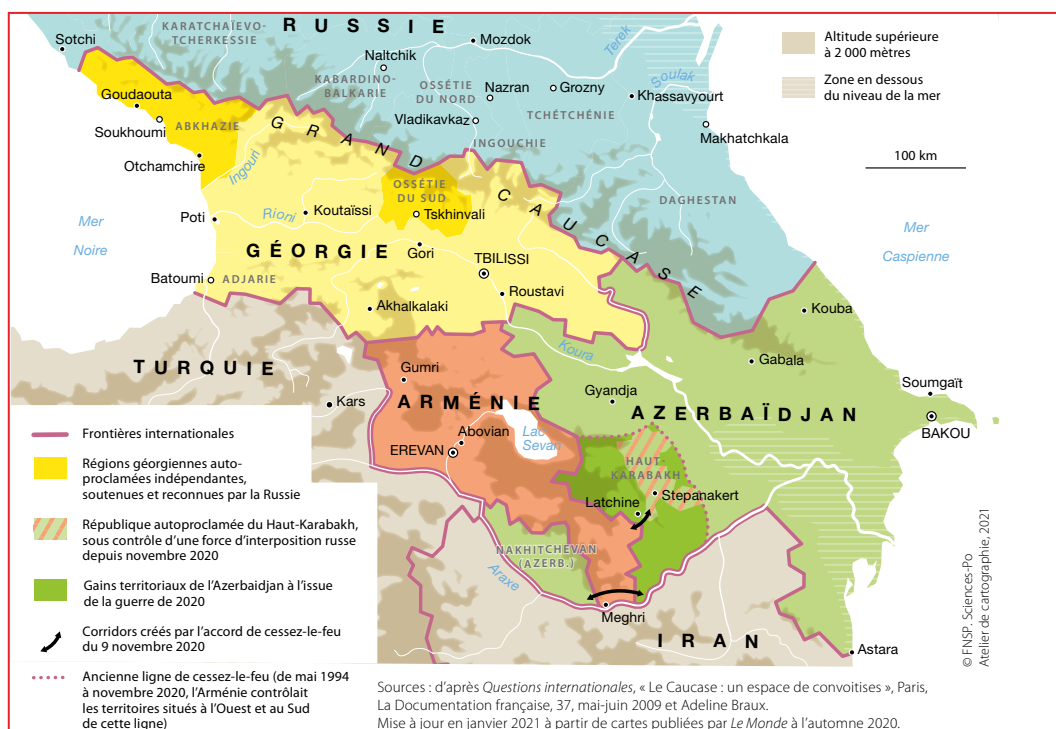 RUSSIE
KARATCHAÏEVO-
TCHERKESSIE
Sotchi
Mozdok
Terek
Naltchik
KABARDINO-
BALKARIE
OSSÉTIE
DU NORD
Nazran
Grozny
Soulak
Khassavyourt
Goudaouta
Soukhoumi
ABKHAZIE
Vladikavkaz
TCHÉTCHÉNIE
Makhatchkala
INGOUCHIE
Otchamchire
Ingouri
GRAND CAUCASE
OSSÉTIE
DU SUD
DAGHESTAN
Mer
Noire
Poti
Rioni
Koutaïssi
Tskhinvali
Mer
Caspienne
GÉORGIE
Gori
TBILISSI
Batoumi
ADJARIE
Roustavi
Akhalkalaki
Kouba
Koura
TURQUIE
Gumri
Gabala
Kars
ARMÉNIE
Gyandja
AZERBAÏDJAN
Soumgaït
BAKOU
Abovian
Lac
Sevan
EREVAN
HAUT-
KARABAKH
Latchine
Stepanakert
NAKHITCHEVAN
(AZERB.)
Araxe
Meghri
IRAN
Astara
Altitude supérieure
à 2 000 mètres
Zone en dessous
du niveau de la mer
100 km
Frontières internationales
Régions géorgiennes auto-
proclamées indépendantes,
soutenues et reconnues par la Russie
République autoproclamée du Haut-Karabakh,
sous contrôle d'une force d'interposition russe
depuis novembre 2020
Gains territoriaux de l'Azerbaidjan à l'issue
de la guerre de 2020
Corridors créés par l'accord de cessez-le-feu
du 9 novembre 2020
Ancienne ligne de cessez-le-feu (de mai 1994
à novembre 2020, l'Arménie contrôlait
les territoires situés à l'Ouest et au Sud
de cette ligne)
Sources : d'après Questions internationales, « Le Caucase : un espace de convoitises », Paris,
La Documentation française, 37, mai-juin 2009 et Adeline Braux.
Mise à jour en janvier 2021 à partir de cartes publiées par Le Monde à l'automne 2020.
© FNSP. Sciences-Po
Atelier de cartographie, 2021